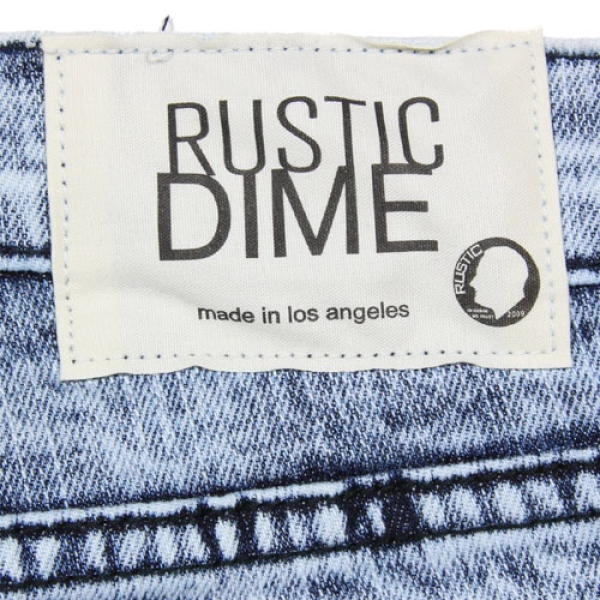 RUSTIC
DIME
made in los angeles
RUSTIC
2009